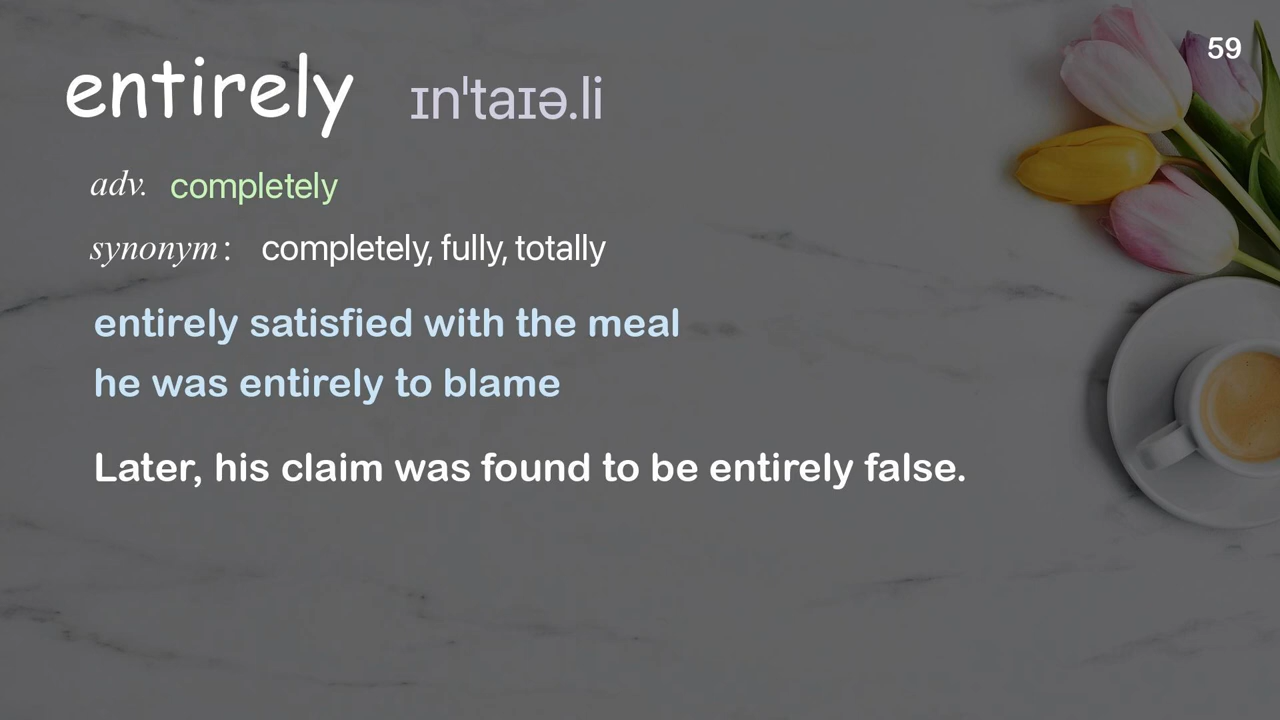 59
entirely ɪnˈtaɪə.li
adv. completely
synonym: completely, fully, totally
entirely satisfied with the meal
he was entirely to blame
Later, his claim was found to be entirely false.